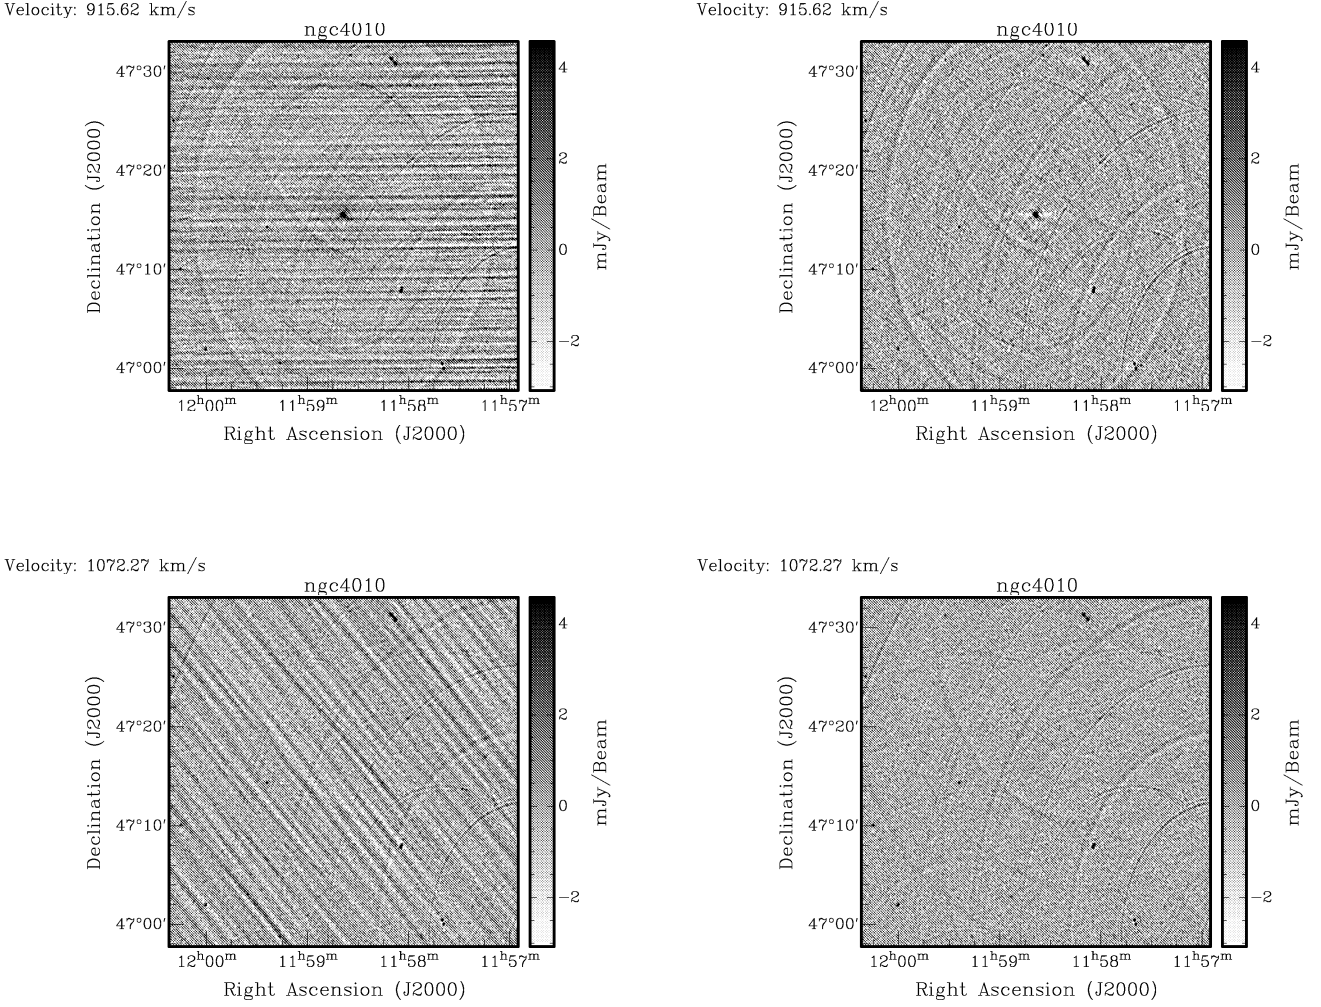 Velocity: 915.62 km/s
ngc4010
47°30′
47°20′
47°10′
47°00′
Declination (J2000)
12ʰ00ᵐ 11ʰ59ᵐ 11ʰ58ᵐ 11ʰ57ᵐ
Right Ascension (J2000)
4
2
0
−2
mJy/Beam
Velocity: 915.62 km/s
ngc4010
47°30′
47°20′
47°10′
47°00′
Declination (J2000)
12ʰ00ᵐ 11ʰ59ᵐ 11ʰ58ᵐ 11ʰ57ᵐ
Right Ascension (J2000)
4
2
0
−2
mJy/Beam
Velocity: 1072.27 km/s
ngc4010
47°30′
47°20′
47°10′
47°00′
Declination (J2000)
12ʰ00ᵐ 11ʰ59ᵐ 11ʰ58ᵐ 11ʰ57ᵐ
Right Ascension (J2000)
4
2
0
−2
mJy/Beam
Velocity: 1072.27 km/s
ngc4010
47°30′
47°20′
47°10′
47°00′
Declination (J2000)
12ʰ00ᵐ 11ʰ59ᵐ 11ʰ58ᵐ 11ʰ57ᵐ
Right Ascension (J2000)
4
2
0
−2
mJy/Beam